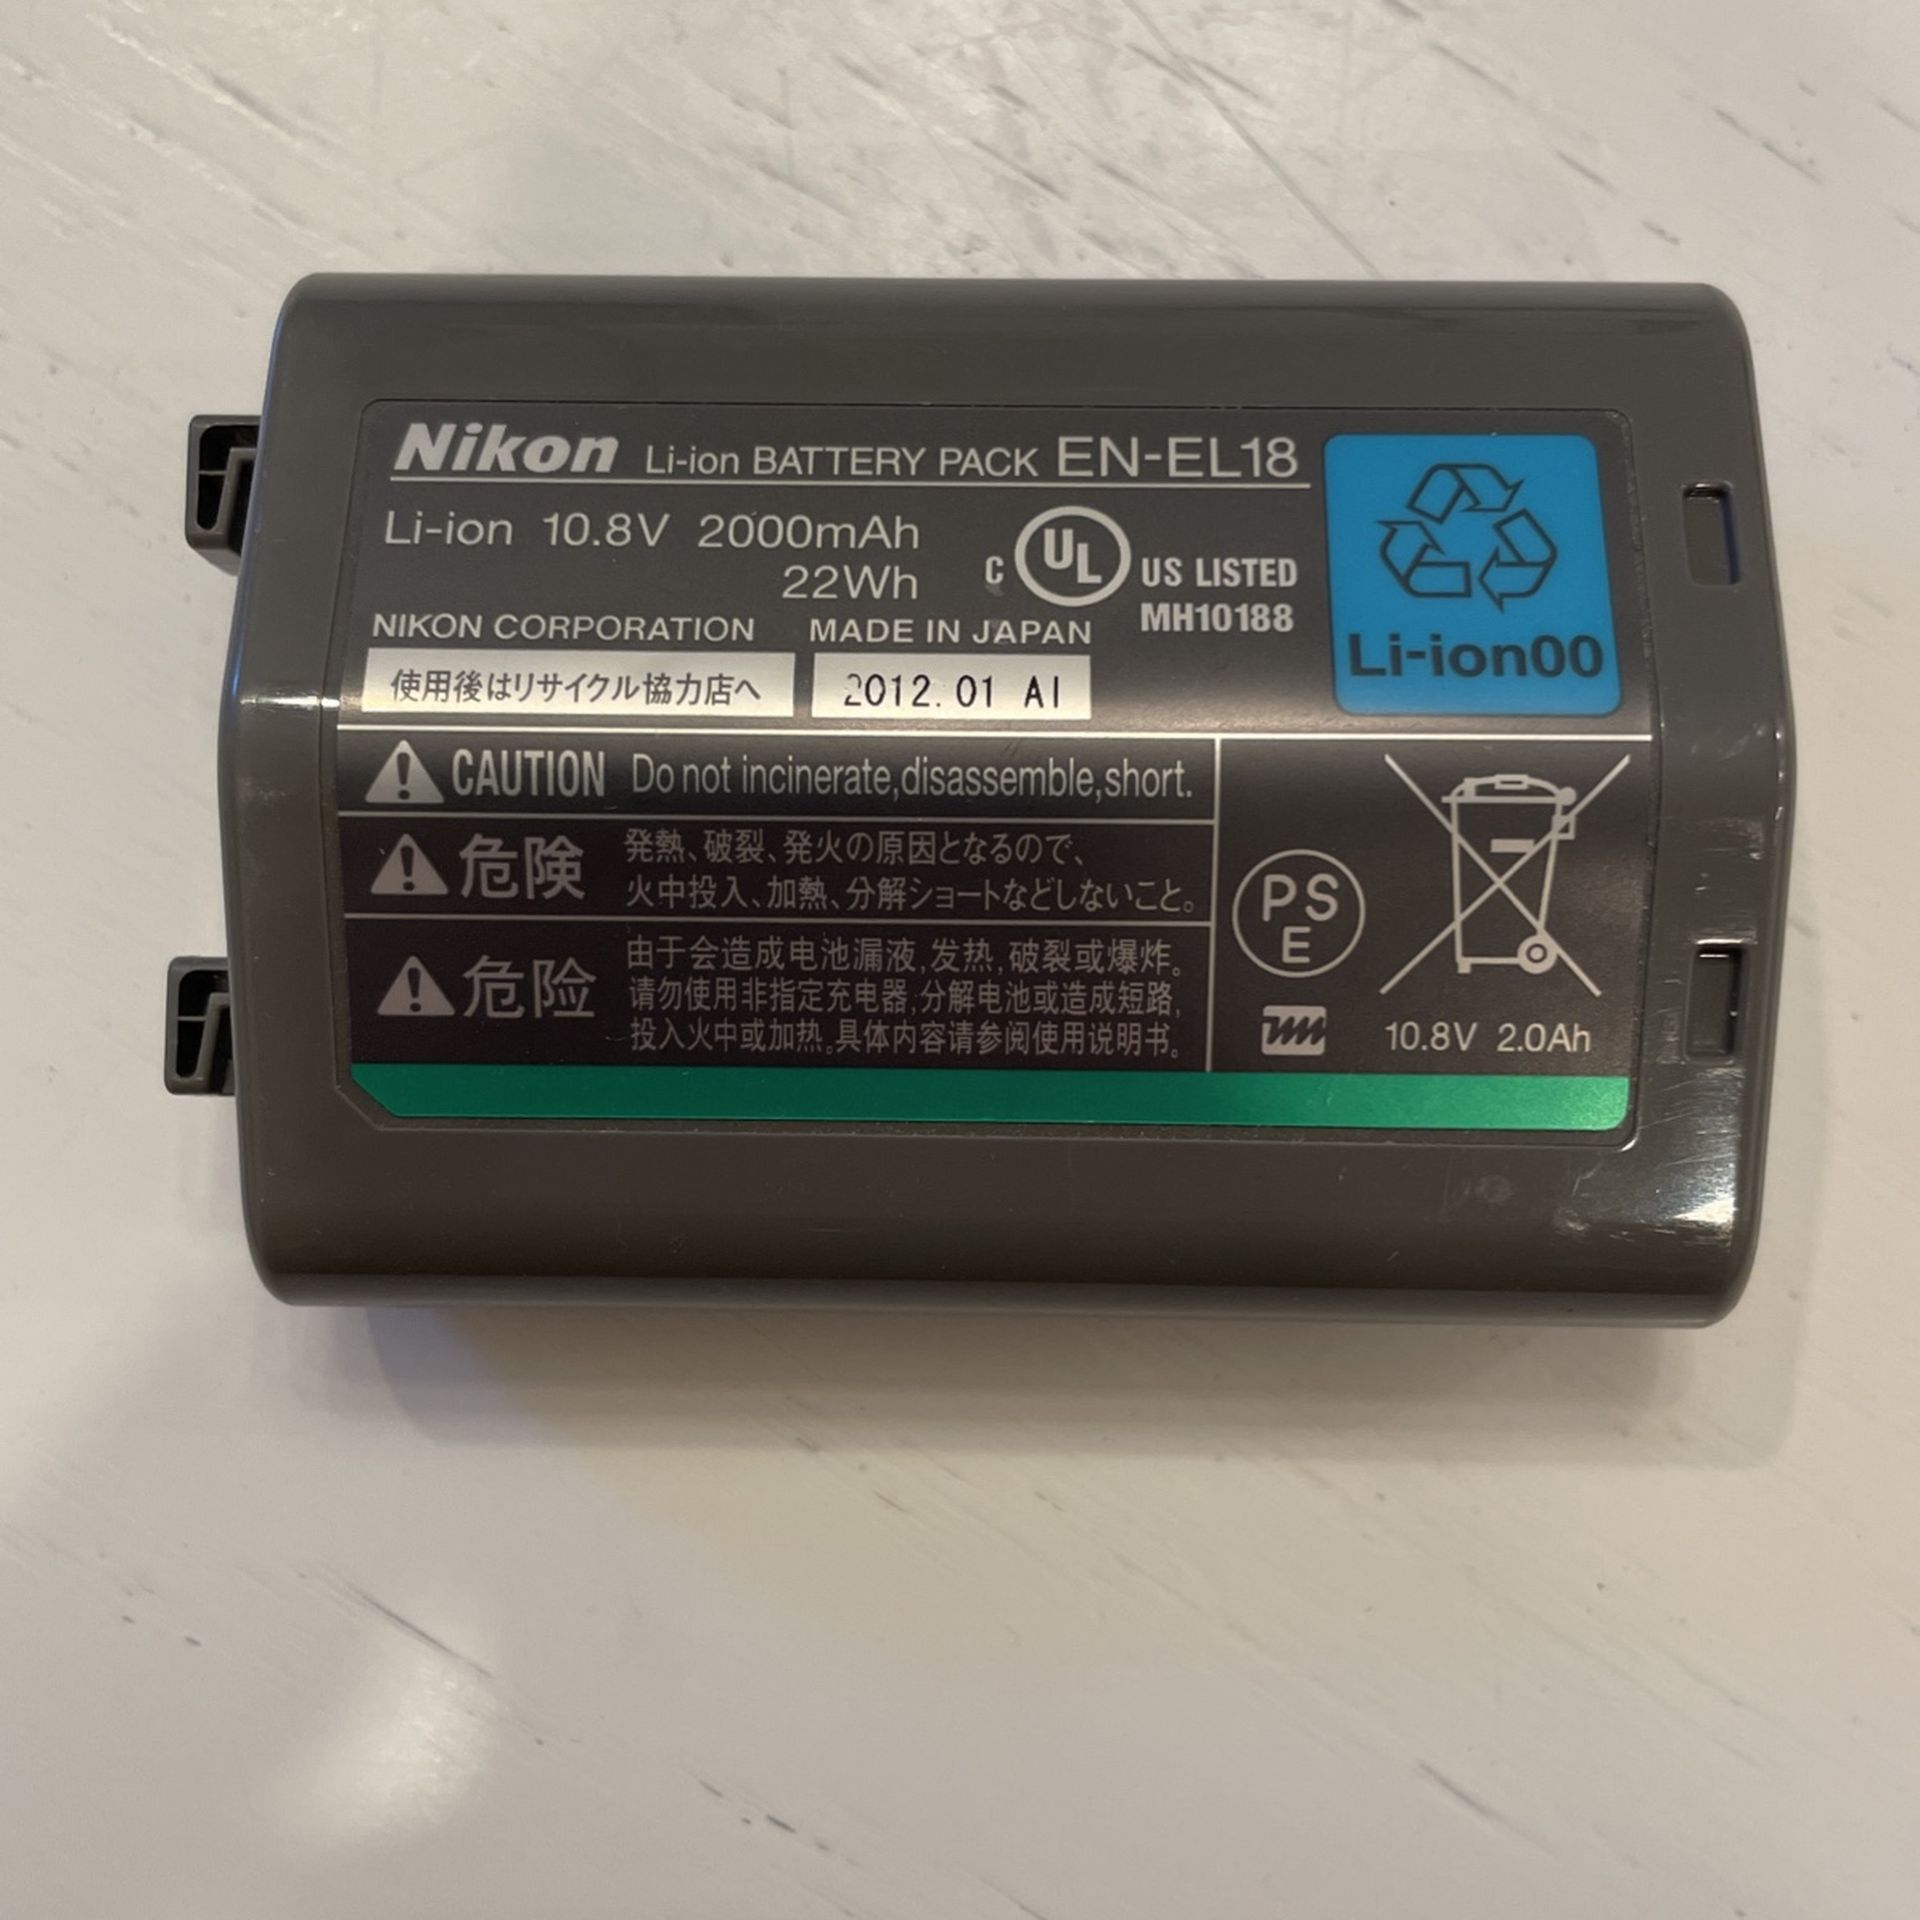 Nikon Li-ion BATTERY PACK EN-EL18
Li-ion 10.8V 2000mAh
22Wh
C UL US LISTED
MH10188
NIKON CORPORATION MADE IN JAPAN
使用後はリサイクル協力店へ 2012.01 AI
Li-ion00
CAUTION Do not incinerate,disassemble,short.
危険 発熱、破裂、発火の原因となるので、
火中投入、加熱、分解ショートなどしないこと。
危险 由于会造成电池漏液,发热,破裂或爆炸。
请勿使用非指定充电器,分解电池或造成短路,
投入火中或加热。具体内容请参阅使用说明书。
PS
E
10.8V 2.0Ah